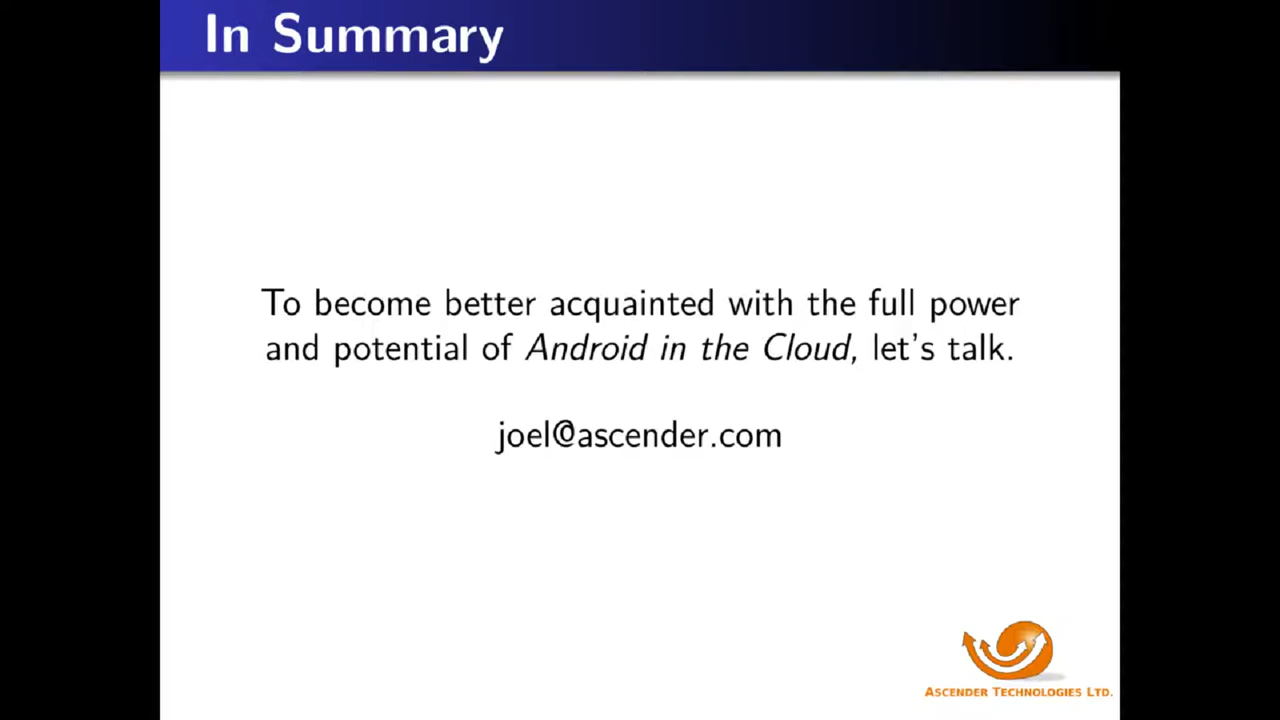 In Summary
To become better acquainted with the full power
and potential of Android in the Cloud, let's talk.
joel@ascender.com
ASCENDER TECHNOLOGIES LTD.